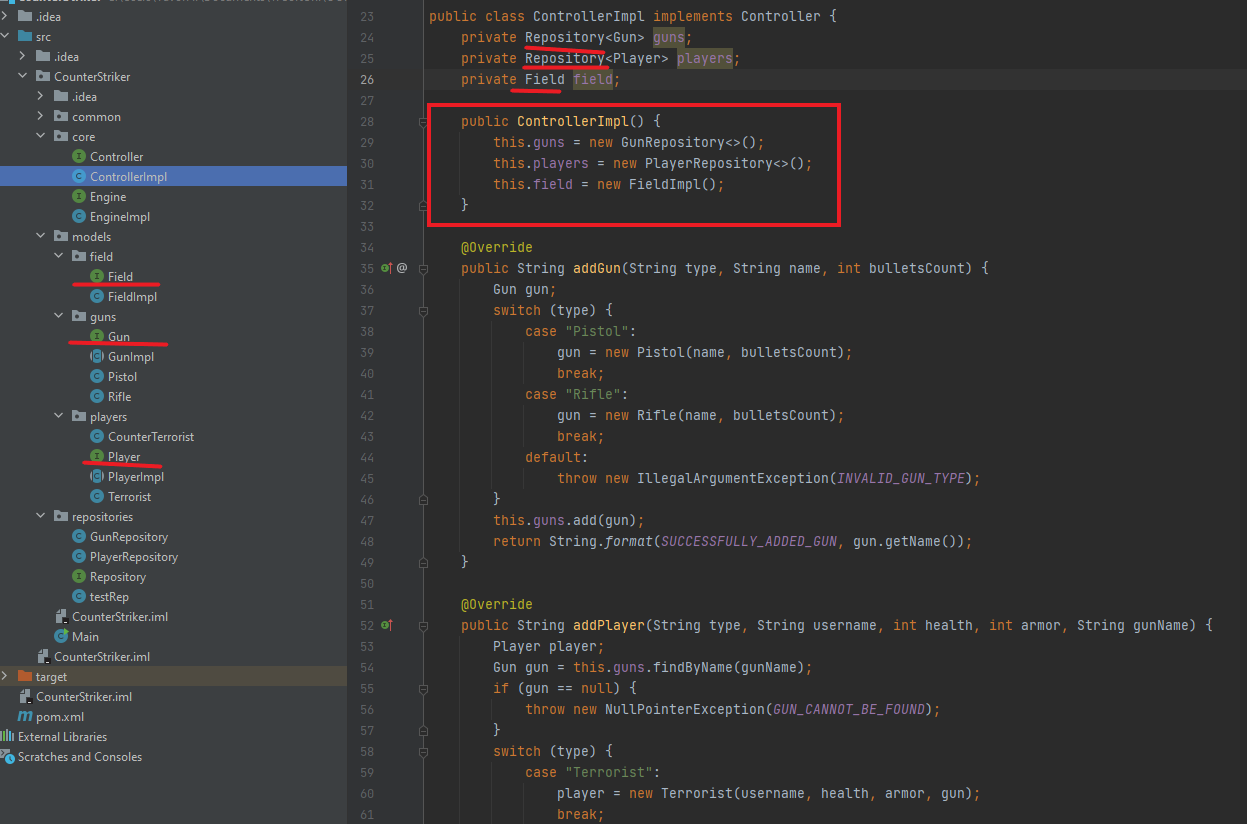 .idea
src
.idea
CounterStriker
.idea
common
core
Controller
ControllerImpl
Engine
EngineImpl
models
field
Field
FieldImpl
guns
Gun
GunImpl
Pistol
Rifle
players
CounterTerrorist
Player
PlayerImpl
Terrorist
repositories
GunRepository
PlayerRepository
Repository
testRep
CounterStriker.iml
Main
CounterStriker.iml
target
CounterStriker.iml
pom.xml
External Libraries
Scratches and Consoles
23 public class ControllerImpl implements Controller {
24 private Repository<Gun> guns;
25 private Repository<Player> players;
26 private Field field;
27
28 public ControllerImpl() {
29 this.guns = new GunRepository<>();
30 this.players = new PlayerRepository<>();
31 this.field = new FieldImpl();
32 }
33
34 @Override
35 public String addGun(String type, String name, int bulletsCount) {
36 Gun gun;
37 switch (type) {
38 case "Pistol":
39 gun = new Pistol(name, bulletsCount);
40 break;
41 case "Rifle":
42 gun = new Rifle(name, bulletsCount);
43 break;
44 default:
45 throw new IllegalArgumentException(INVALID_GUN_TYPE);
46 }
47 this.guns.add(gun);
48 return String.format(SUCCESSFULLY_ADDED_GUN, gun.getName());
49 }
50
51 @Override
52 public String addPlayer(String type, String username, int health, int armor, String gunName) {
53 Player player;
54 Gun gun = this.guns.findByName(gunName);
55 if (gun == null) {
56 throw new NullPointerException(GUN_CANNOT_BE_FOUND);
57 }
58 switch (type) {
59 case "Terrorist":
60 player = new Terrorist(username, health, armor, gun);
61 break;